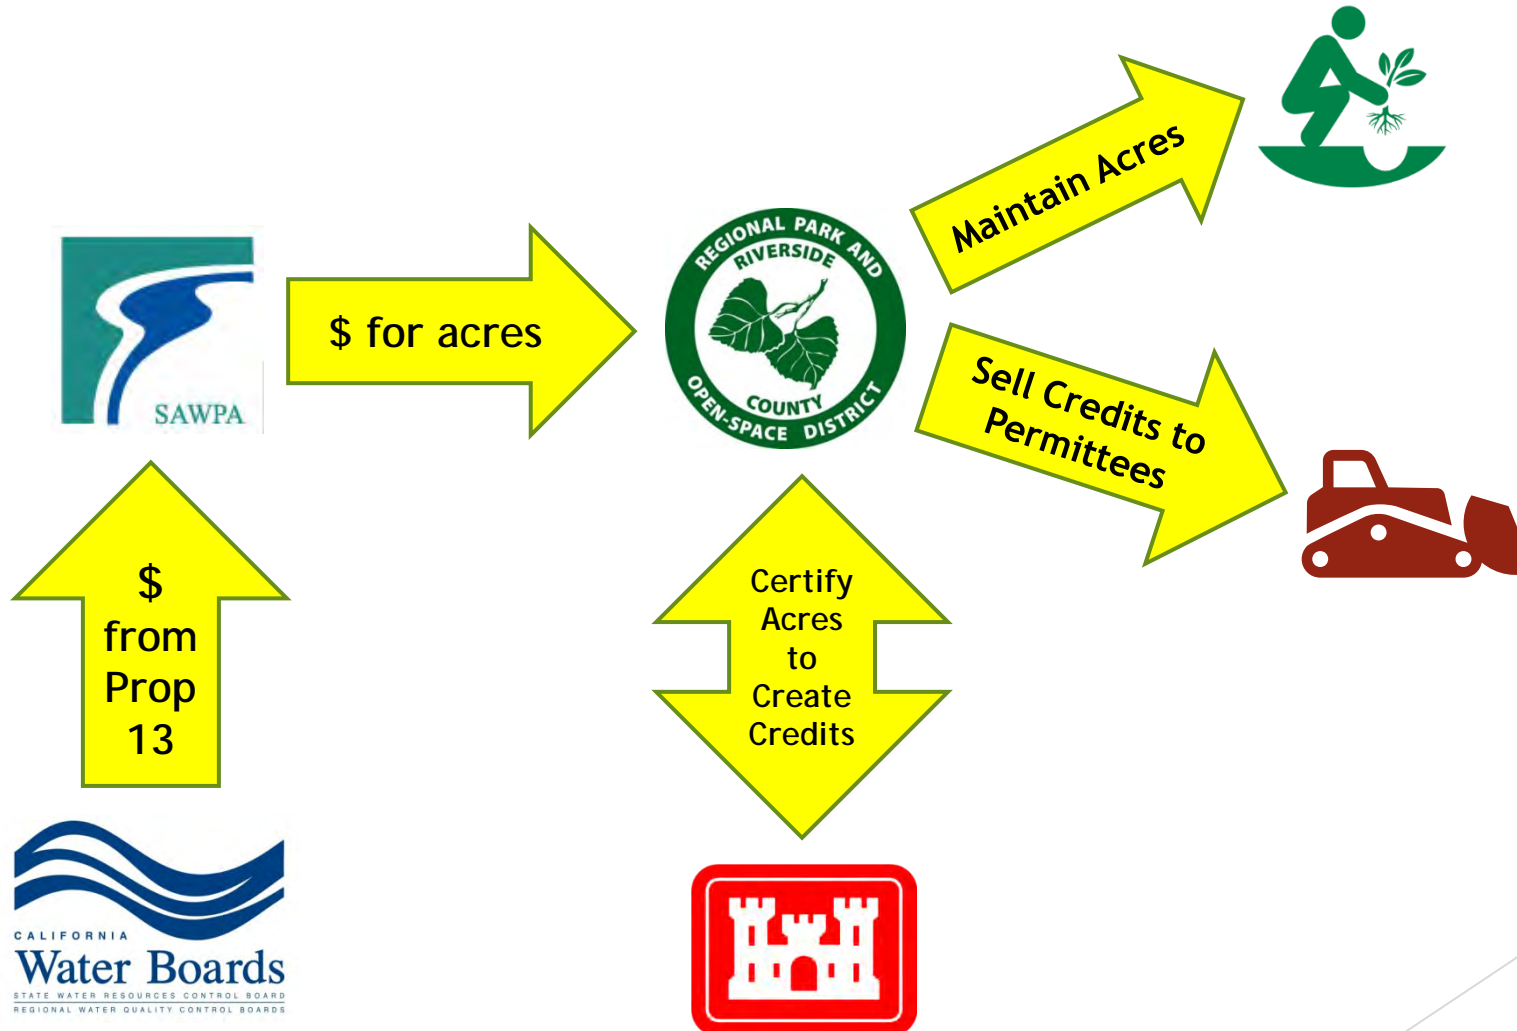 Maintain Acres
REGIONAL PARK AND
RIVERSIDE
COUNTY
OPEN-SPACE DISTRICT
SAWPA
$ for acres
Sell Credits to
Permittees
$
from
Prop
13
Certify
Acres
to
Create
Credits
CALIFORNIA
Water Boards
STATE WATER RESOURCES CONTROL BOARD
REGIONAL WATER QUALITY CONTROL BOARDS